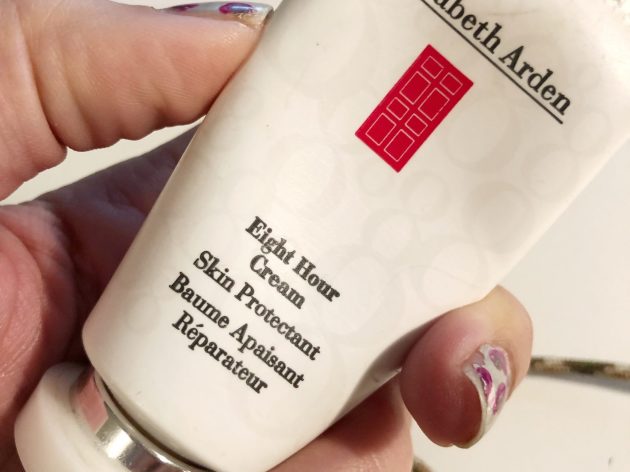 abeth Arden
Eight Hour
Cream
Skin Protectant
Baume Apaisant
Réparateur